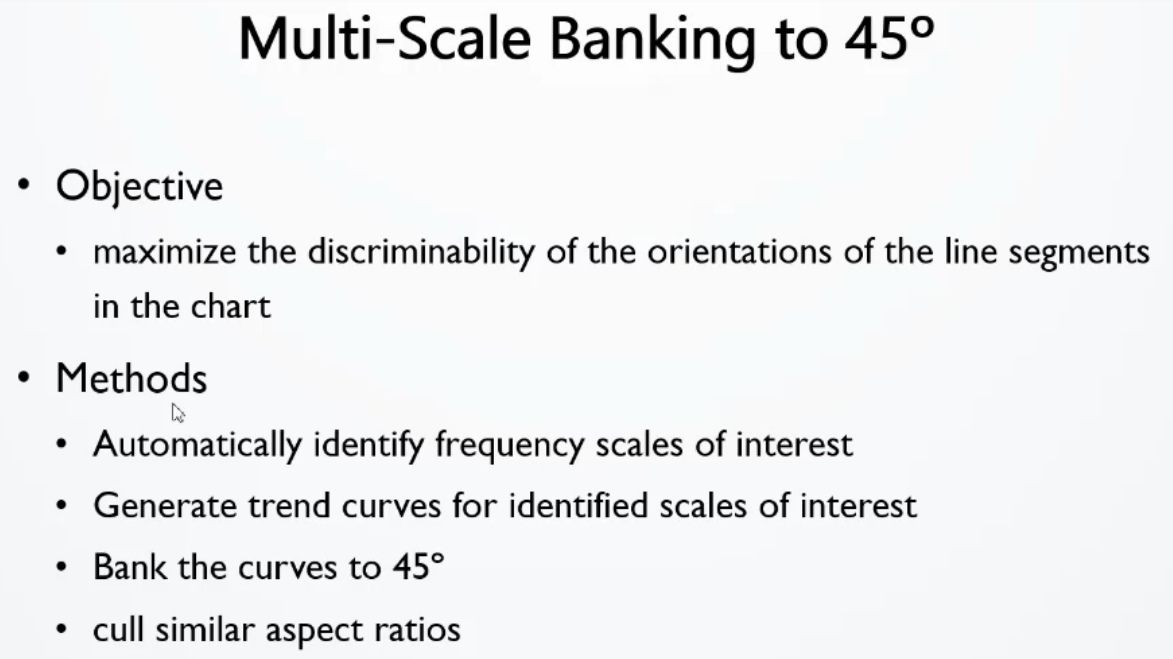 Multi-Scale Banking to 45º
• Objective
• maximize the discriminability of the orientations of the line segments
in the chart
• Methods
• Automatically identify frequency scales of interest
• Generate trend curves for identified scales of interest
• Bank the curves to 45º
• cull similar aspect ratios